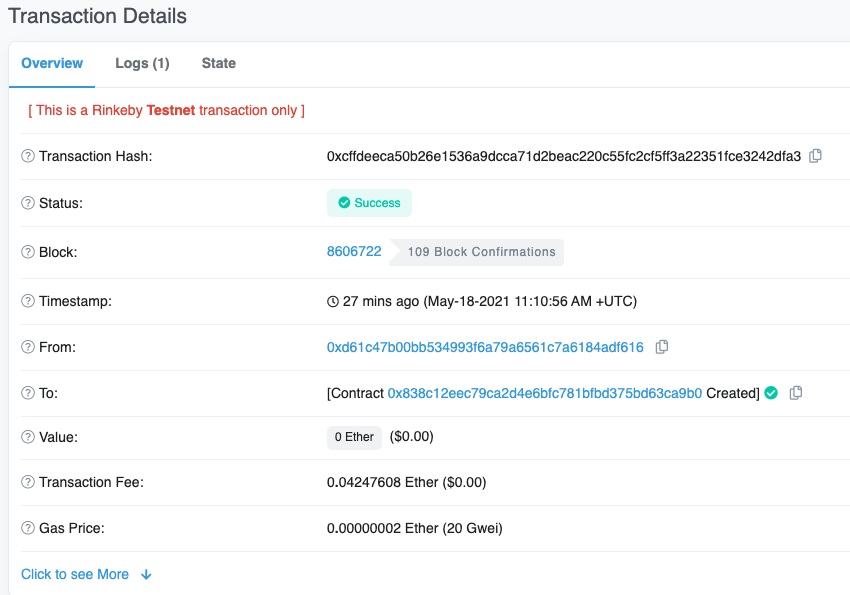 Transaction Details
Overview Logs (1) State
[ This is a Rinkeby Testnet transaction only ]
Transaction Hash: 0xcffdeeca50b26e1536a9dcca71d2beac220c55fc2cf5ff3a22351fce3242dfa3
Status: Success
Block: 8606722 109 Block Confirmations
Timestamp: 27 mins ago (May-18-2021 11:10:56 AM +UTC)
From: 0xd61c47b00bb534993f6a79a6561c7a6184adf616
To: [Contract 0x838c12eec79ca2d4e6bfc781bfbd375bd63ca9b0 Created]
Value: 0 Ether ($0.00)
Transaction Fee: 0.04247608 Ether ($0.00)
Gas Price: 0.00000002 Ether (20 Gwei)
Click to see More